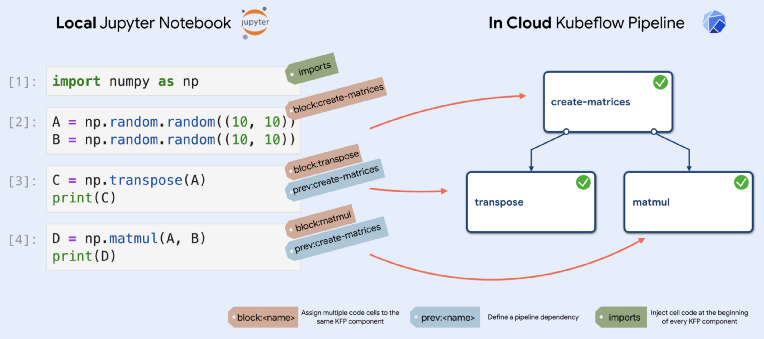 Local Jupyter Notebook
jupyter
In Cloud Kubeflow Pipeline
imports
[1]: import numpy as np
block:create-matrices
[2]: A = np.random.random((10, 10))
B = np.random.random((10, 10))
block:transpose
prev:create-matrices
[3]: C = np.transpose(A)
print(C)
block:matmul
prev:create-matrices
[4]: D = np.matmul(A, B)
print(D)
create-matrices
transpose
matmul
block:<name>
Assign multiple code cells to the
same KFP component
prev:<name>
Define a pipeline dependency
imports
Inject cell code at the beginning
of every KFP component